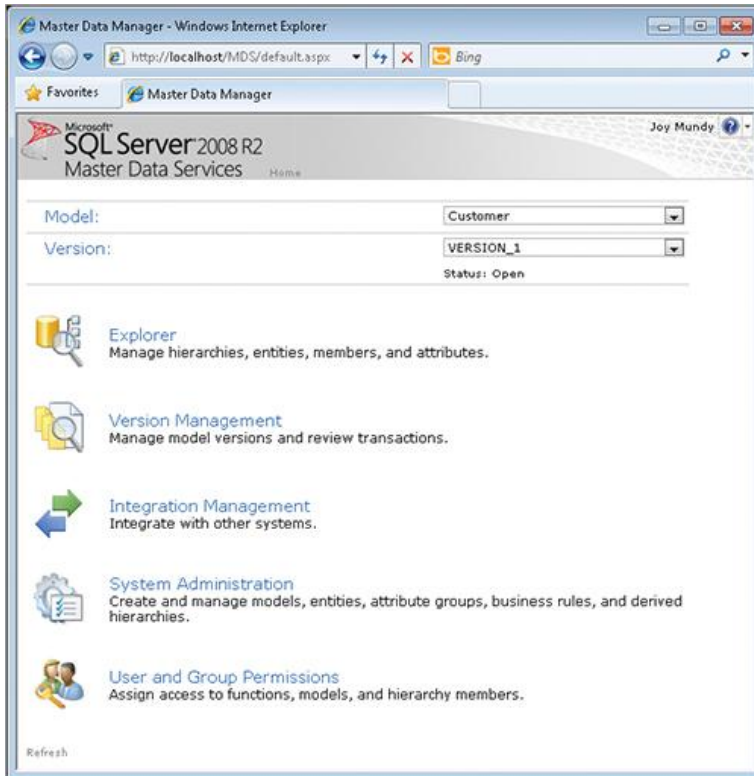 Master Data Manager - Windows Internet Explorer
http://localhost/MDS/default.aspx
Bing
Favorites
Master Data Manager
Joy Mundy
Microsoft
SQL Server 2008 R2
Master Data Services
Home
Model:
Customer
Version:
VERSION_1
Status: Open
Explorer
Manage hierarchies, entities, members, and attributes.
Version Management
Manage model versions and review transactions.
Integration Management
Integrate with other systems.
System Administration
Create and manage models, entities, attribute groups, business rules, and derived
hierarchies.
User and Group Permissions
Assign access to functions, models, and hierarchy members.
Refresh